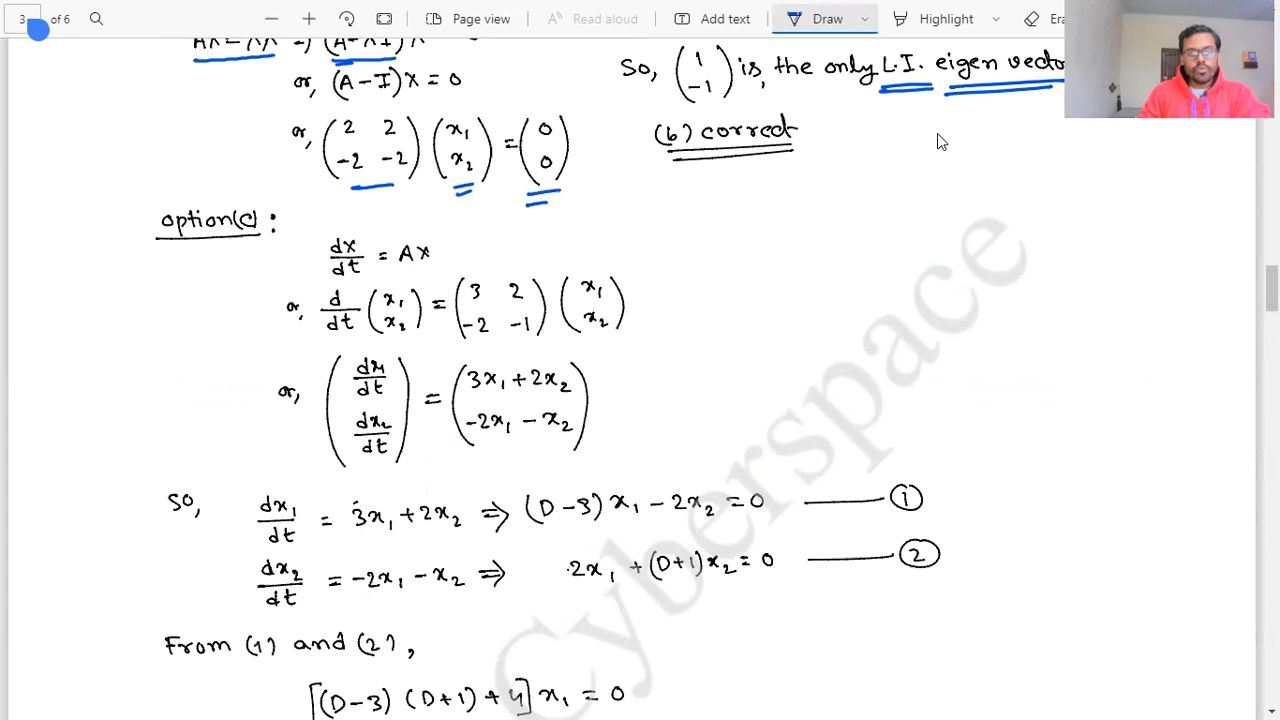 3 of 6 Page view Read aloud Add text Draw Highlight
or, (A-I)X=0
or, (2 2 -2 -2) (x₁ x₂) = (0 0)
So, (1 -1) is, the only L.I. eigen vecto
(b) correct
option(c) :
dx/dt = AX
or, d/dt (x₁ x₂) = (3 2 -2 -1) (x₁ x₂)
or, (dx₁/dt dx₂/dt) = (3x₁+2x₂ -2x₁-x₂)
So, dx₁/dt = 3x₁+2x₂ ⇒ (D-3)x₁-2x₂=0 —— ①
dx₂/dt = -2x₁-x₂ ⇒ 2x₁+(D+1)x₂=0 —— ②
From (1) and (2),
[(D-3)(D+1)+4]x₁=0
Cyberspace